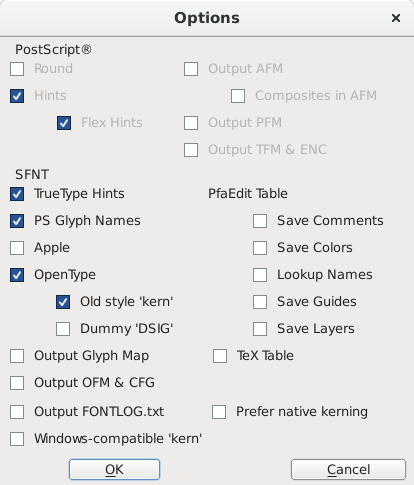 Options
PostScript®
Round Output AFM
Hints Composites in AFM
Flex Hints Output PFM
Output TFM & ENC
SFNT
TrueType Hints PfaEdit Table
PS Glyph Names Save Comments
Apple Save Colors
OpenType Lookup Names
Old style 'kern' Save Guides
Dummy 'DSIG' Save Layers
Output Glyph Map TeX Table
Output OFM & CFG
Output FONTLOG.txt Prefer native kerning
Windows-compatible 'kern'
OK Cancel